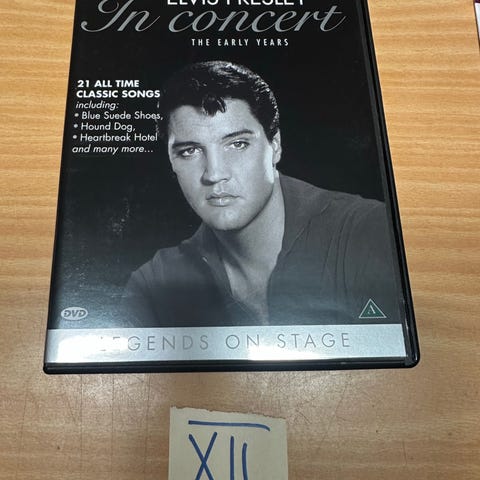 ELVIS PRESLEY
In concert
THE EARLY YEARS
21 ALL TIME
CLASSIC SONGS
including:
• Blue Suede Shoes,
• Hound Dog,
• Heartbreak Hotel
and many more...
DVD
A
LEGENDS ON STAGE
XII